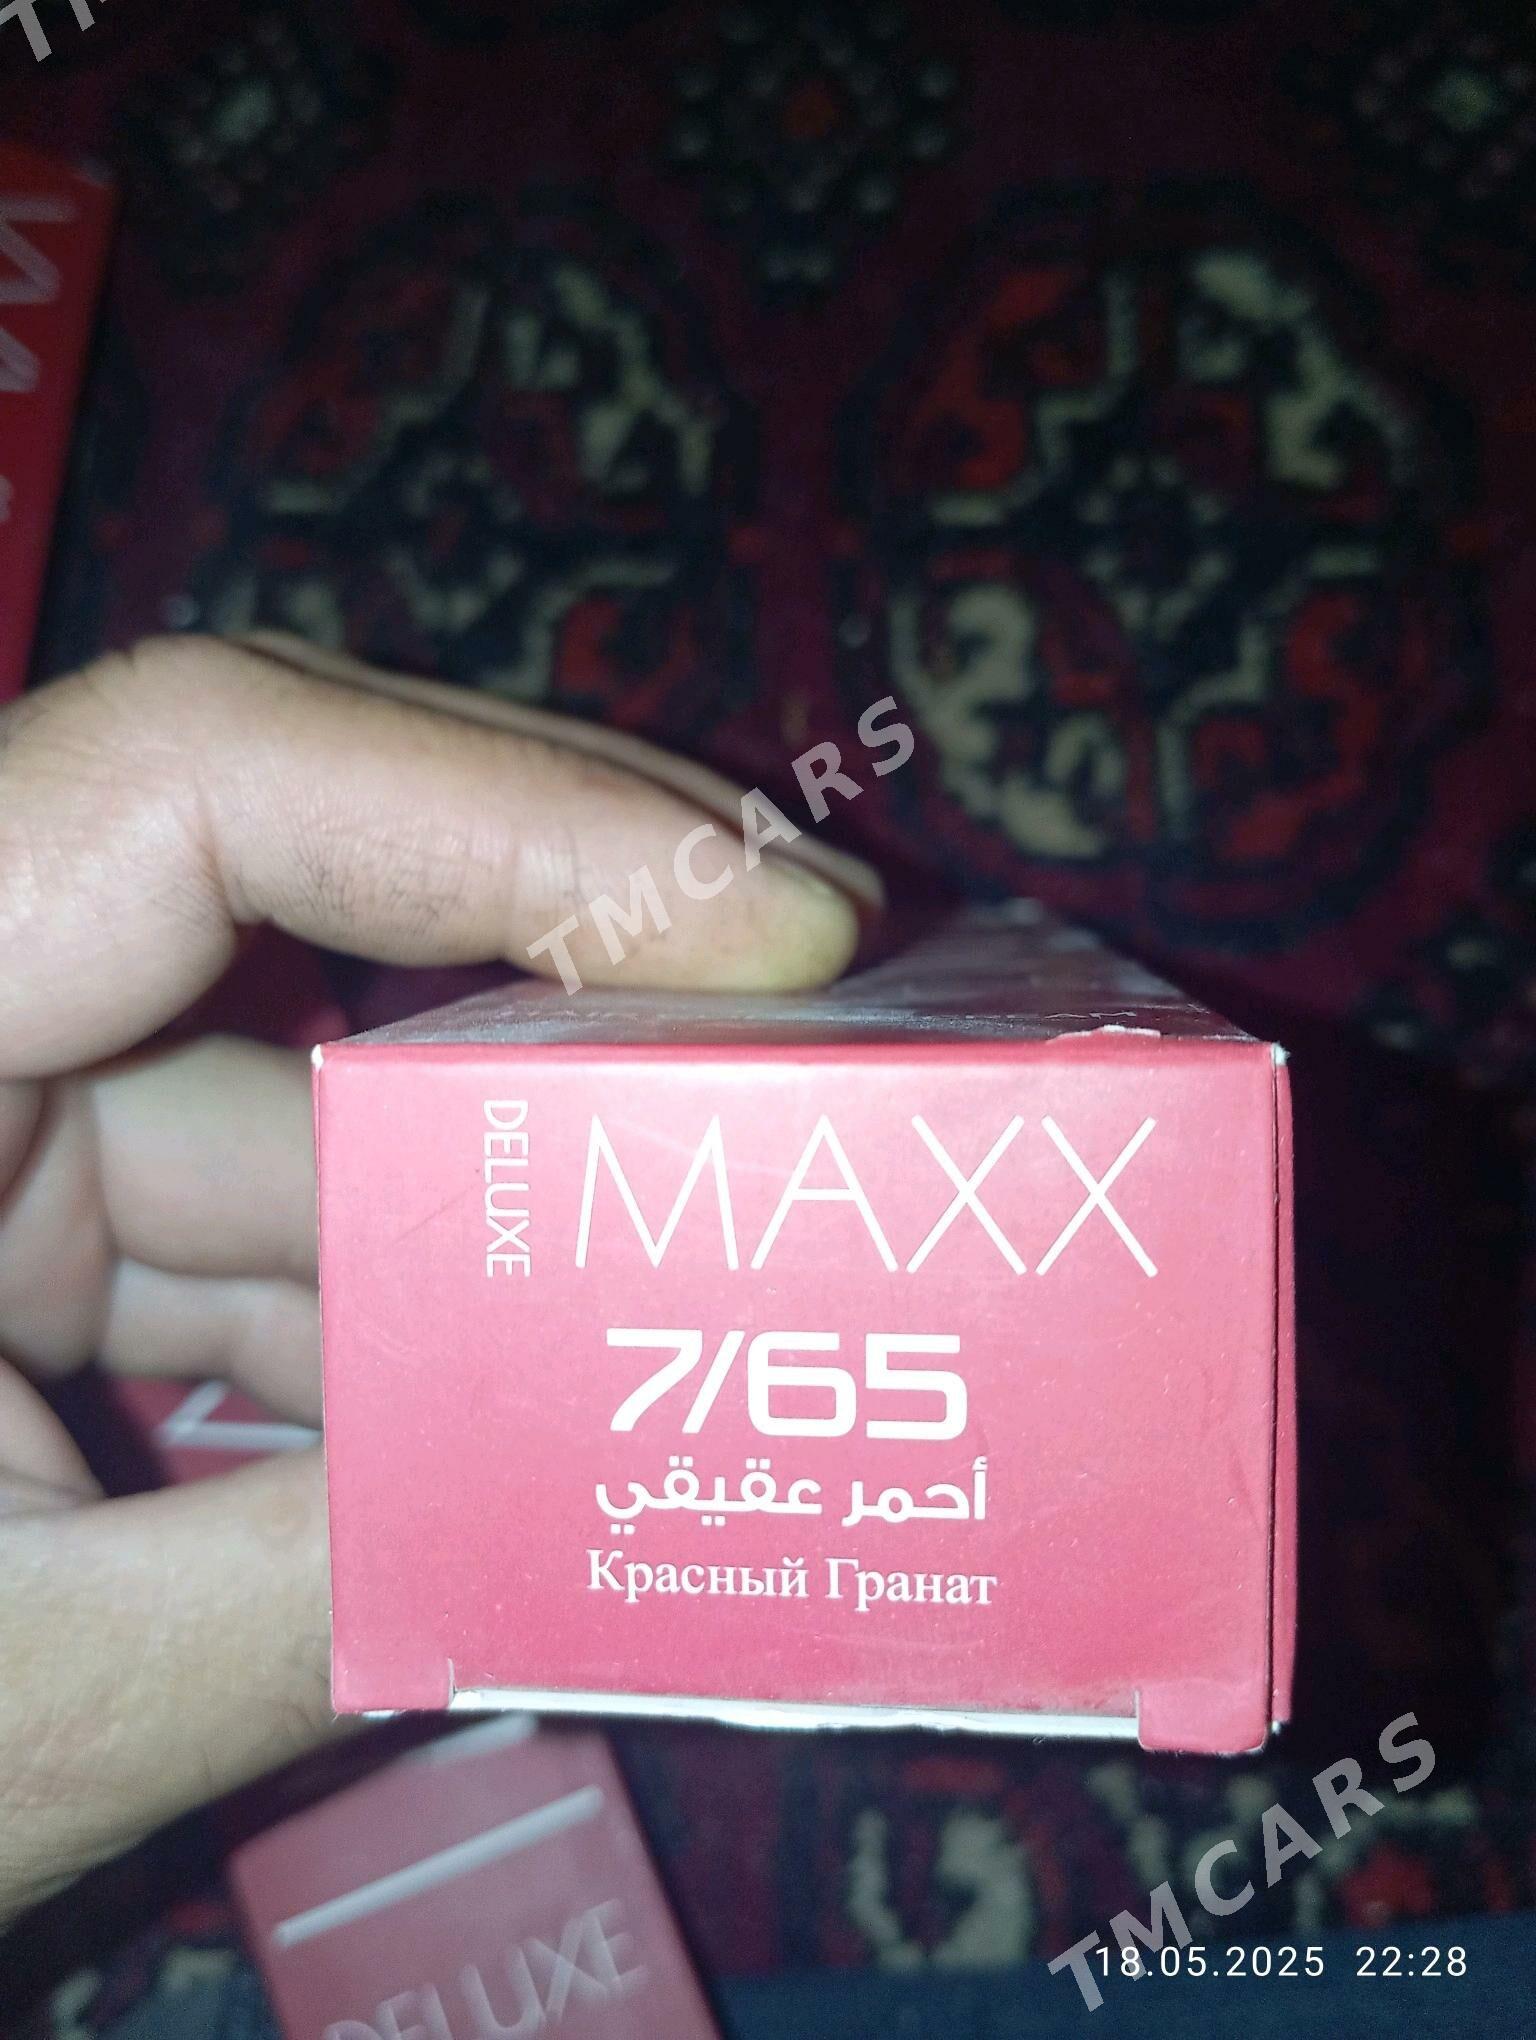 TMCARS
DELUXE
MAXX
7/65
أحمر عقيقي
Красный Гранат
DELUXE
TMCARS
18.05.2025 22:28